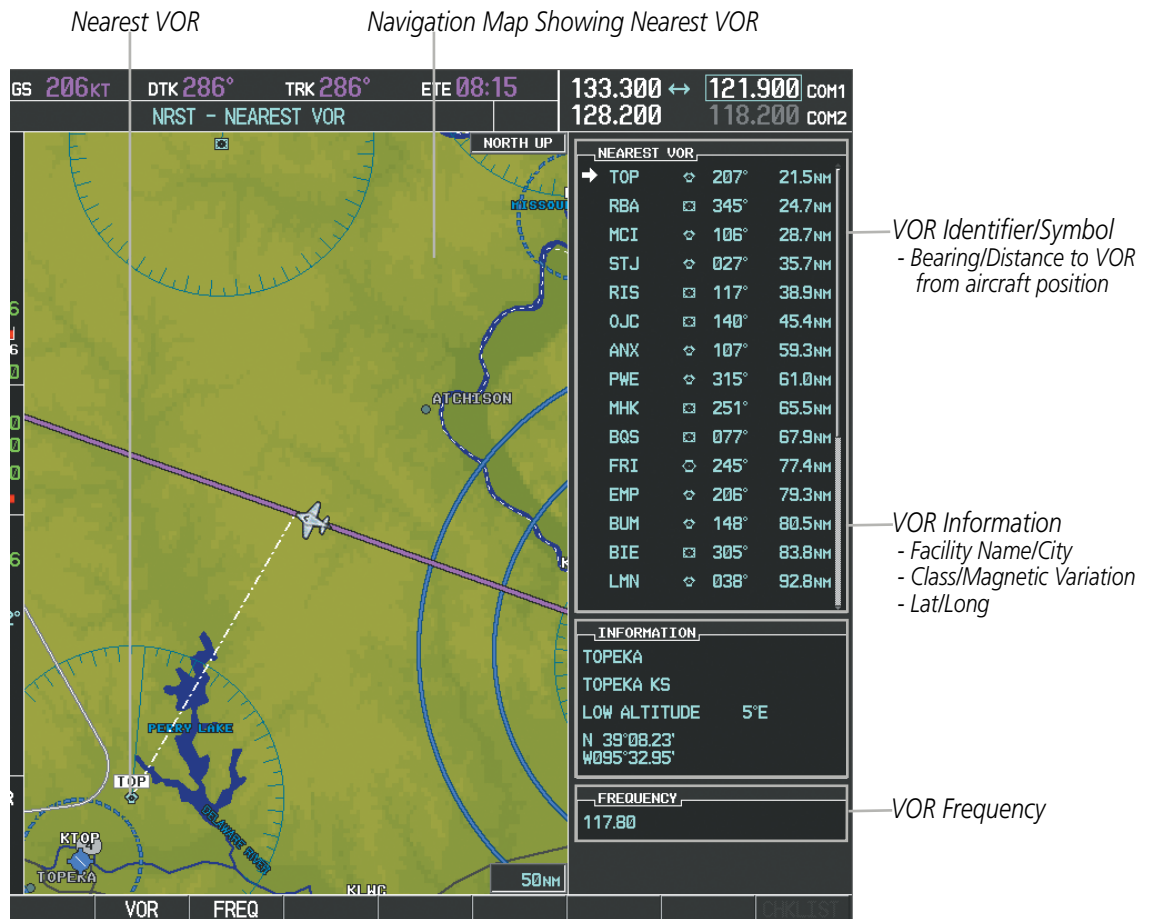 Nearest VOR
Navigation Map Showing Nearest VOR
GS 206KT DTK 286° TRK 286° ETE 08:15
133.300 ↔ 121.900 COM1
NRST - NEAREST VOR
128.200 118.200 COM2
NORTH UP
NEAREST VOR
TOP 207° 21.5NM
RBA 345° 24.7NM
MCI 106° 28.7NM
STJ 027° 35.7NM
RIS 117° 38.9NM
OJC 140° 45.4NM
ANX 107° 59.3NM
PWE 315° 61.0NM
MHK 251° 65.5NM
BQS 077° 67.9NM
FRI 245° 77.4NM
EMP 206° 79.3NM
BUM 148° 80.5NM
BIE 305° 83.8NM
LMN 038° 92.8NM
VOR Identifier/Symbol
- Bearing/Distance to VOR
from aircraft position
VOR Information
- Facility Name/City
- Class/Magnetic Variation
- Lat/Long
INFORMATION
TOPEKA
TOPEKA KS
LOW ALTITUDE 5°E
N 39°08.23'
W095°32.95'
FREQUENCY
117.80
VOR Frequency
MISSOU
ATCHISON
PERRY LAKE
TOP
DELAWARE RIVER
KTOP
4
TOPEKA
KLWC
50NM
VOR FREQ CHKLIST